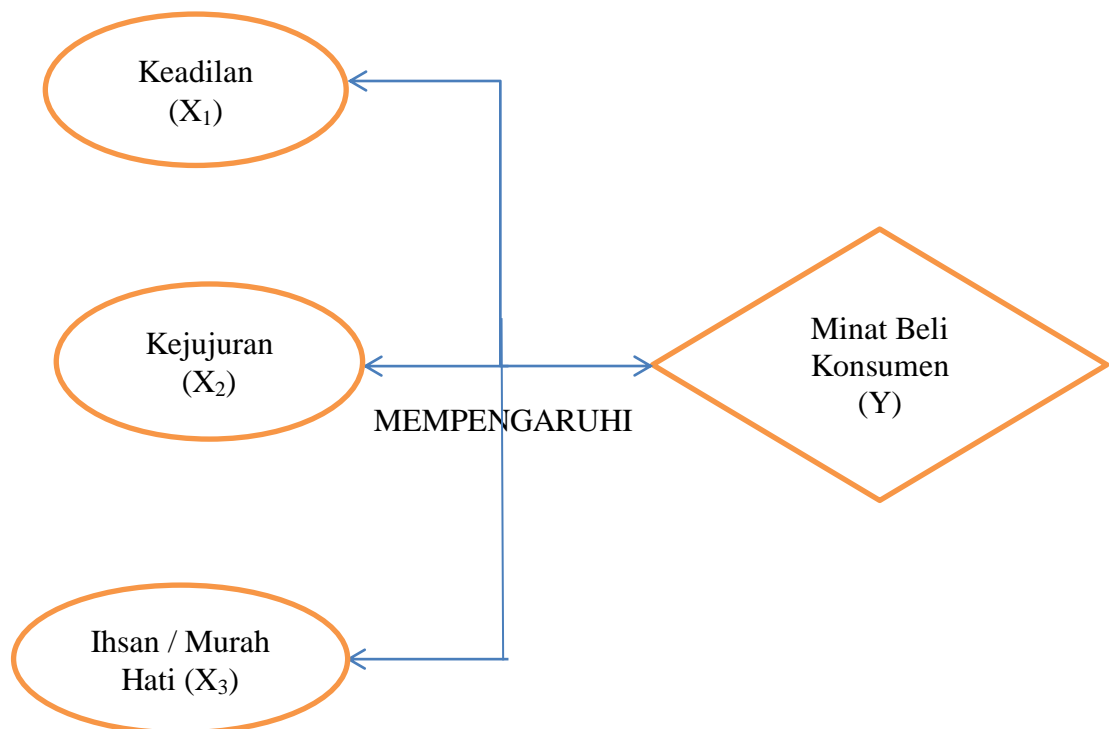 Keadilan
(X₁)
Kejujuran
(X₂)
MEMPENGARUHI
Minat Beli
Konsumen
(Y)
Ihsan / Murah
Hati (X₃)